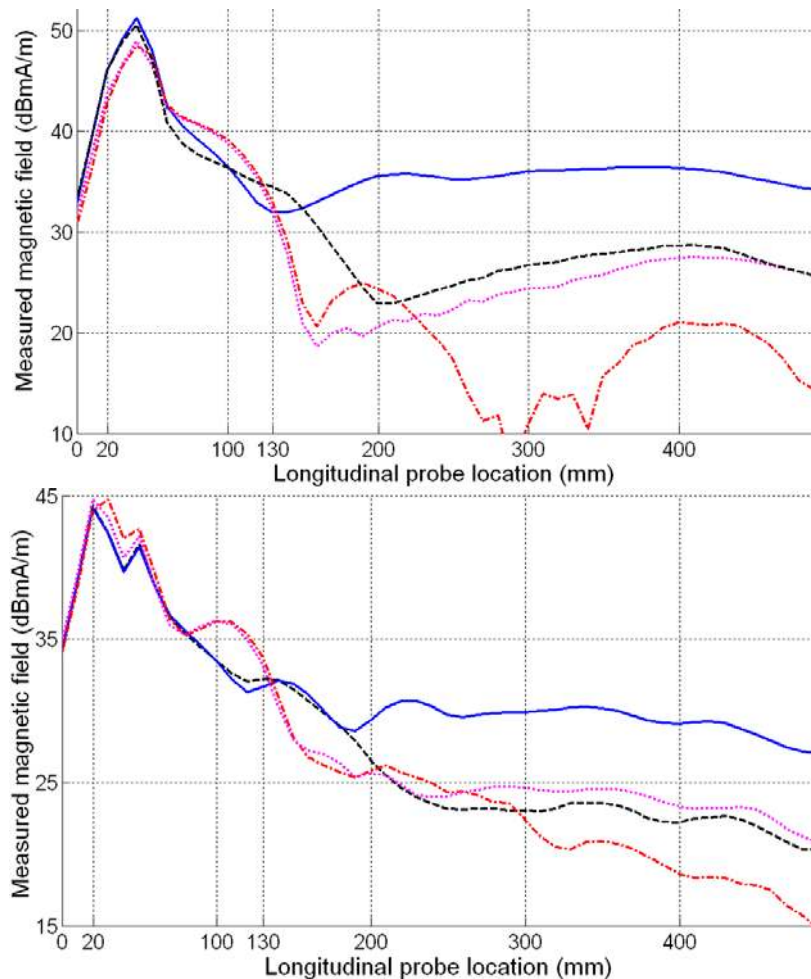 Measured magnetic field (dBmA/m)
50
40
30
20
10
0 20 100 130 200 300 400
Longitudinal probe location (mm)
Measured magnetic field (dBmA/m)
45
35
25
15
0 20 100 130 200 300 400
Longitudinal probe location (mm)